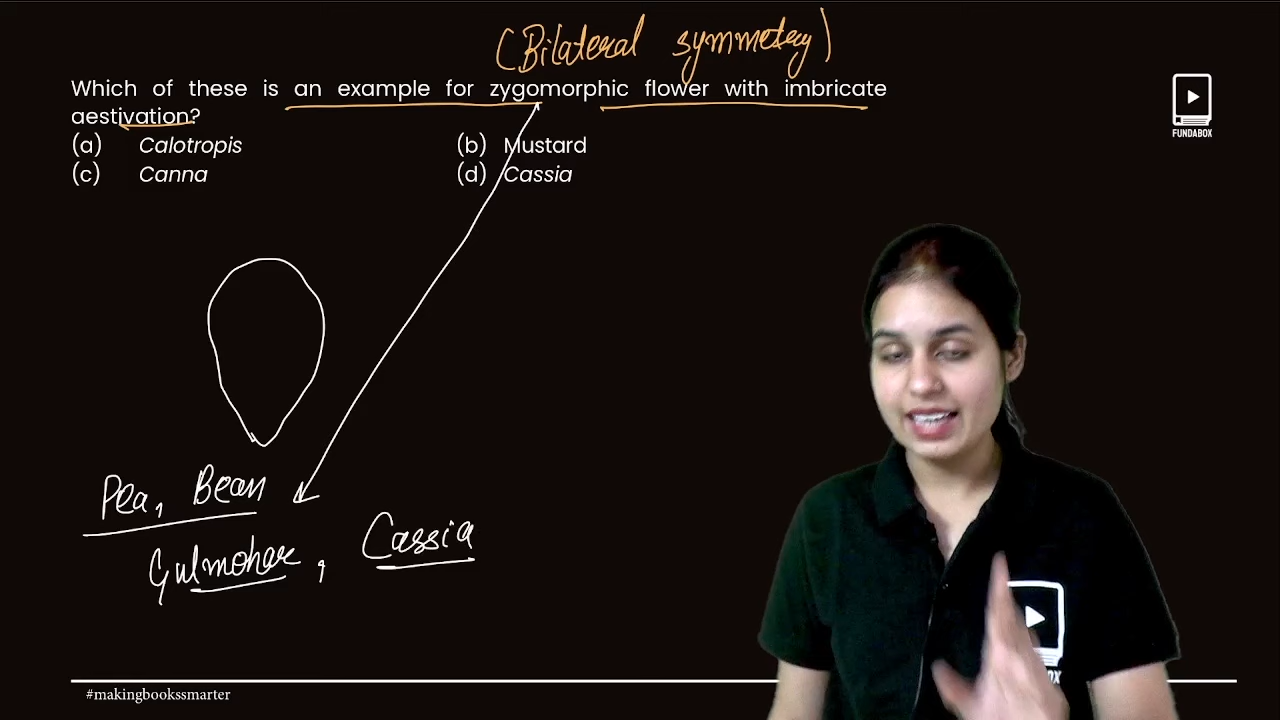 (Bilateral symmetry)
Which of these is an example for zygomorphic flower with imbricate
aestivation?
(a) Calotropis (b) Mustard
(c) Canna (d) Cassia
FUNDABOX
Pea, Bean
Gulmohar, Cassia
#makingbookssmarter